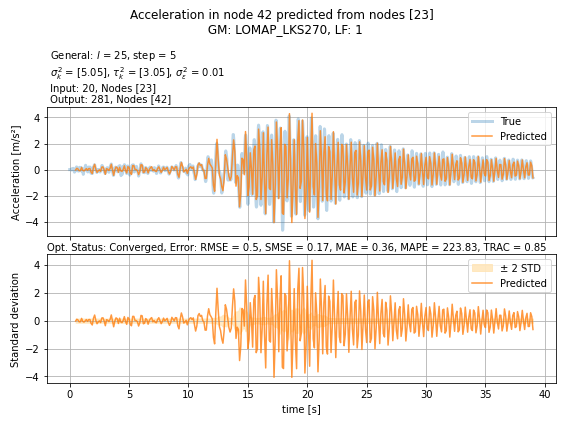 Acceleration in node 42 predicted from nodes [23]
GM: LOMAP_LKS270, LF: 1
General: l = 25, step = 5
σ²ₖ = [5.05], τ²ₖ = [3.05], σ²ε = 0.01
Input: 20, Nodes [23]
Output: 281, Nodes [42]
Acceleration [m/s²]
4
2
0
−2
−4
True
Predicted
Opt. Status: Converged, Error: RMSE = 0.5, SMSE = 0.17, MAE = 0.36, MAPE = 223.83, TRAC = 0.85
Standard deviation
4
2
0
−2
−4
± 2 STD
Predicted
0 5 10 15 20 25 30 35 40
time [s]